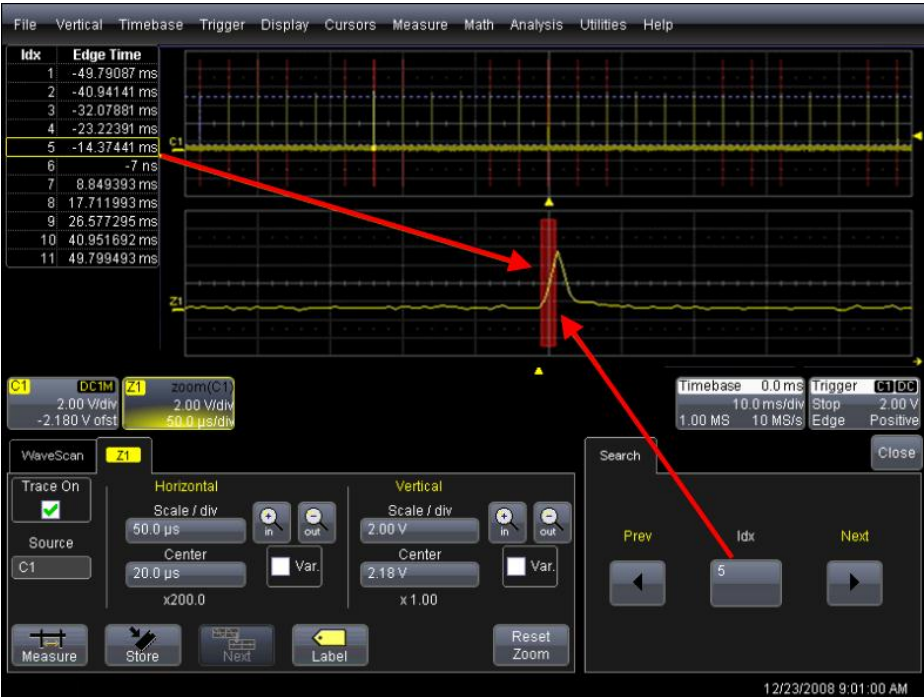 File Vertical Timebase Trigger Display Cursors Measure Math Analysis Utilities Help
Idx Edge Time
1 -49.79087 ms
2 -40.94141 ms
3 -32.07881 ms
4 -23.22391 ms
5 -14.37441 ms
6 -7 ns
7 8.849393 ms
8 17.711993 ms
9 26.577295 ms
10 40.951692 ms
11 49.799493 ms
C1
Z1
C1 DC1M
2.00 V/div
-2.180 V ofst
Z1 zoom(C1)
2.00 V/div
50.0 µs/div
Timebase 0.0 ms
10.0 ms/div
1.00 MS 10 MS/s
Trigger C1 DC
Stop 2.00 V
Edge Positive
WaveScan Z1
Search
Close
Trace On
Source
C1
Horizontal
Scale / div
50.0 µs
Center
20.0 µs
x200.0
in out
Var.
Vertical
Scale / div
2.00 V
Center
2.18 V
x 1.00
in out
Var.
Prev Idx Next
5
Measure Store Next Label Reset Zoom
12/23/2008 9:01:00 AM